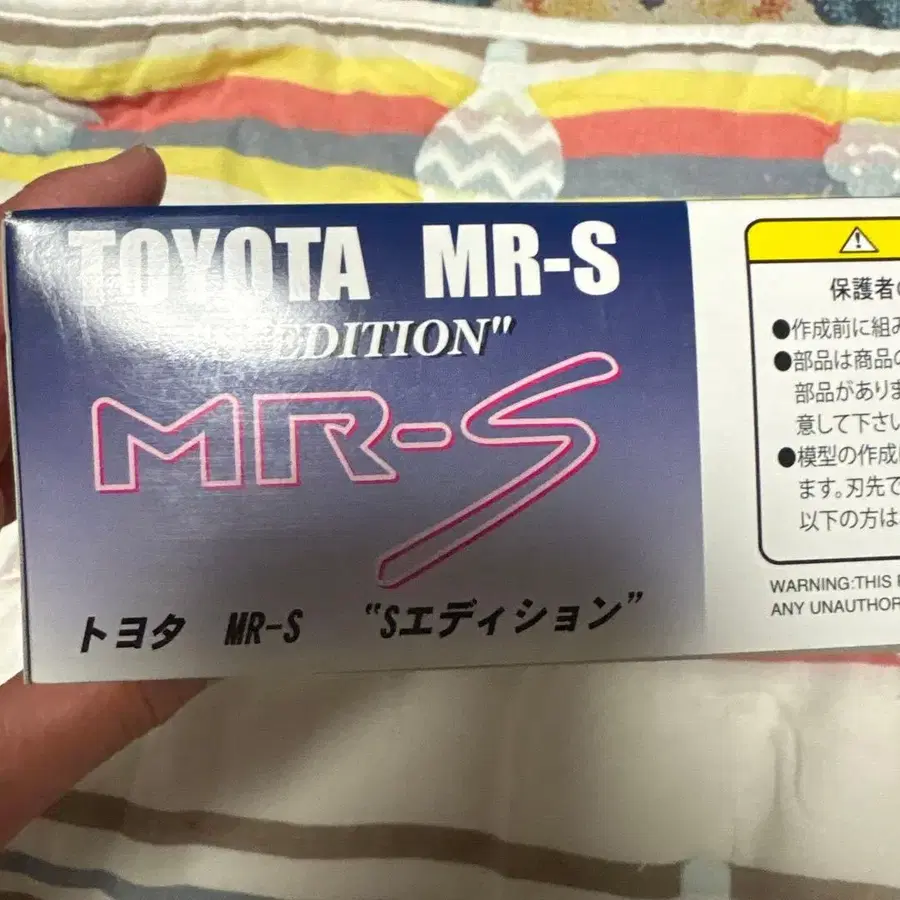 TOYOTA MR-S
EDITION"
MR-S
トヨタ MR-S “Sエディション”
保護者の
●作成前に組み
●部品は商品の
部品がありま
意して下さい
●模型の作成
ます。刃先で
以下の方は
WARNING:THIS
ANY UNAUTHOR